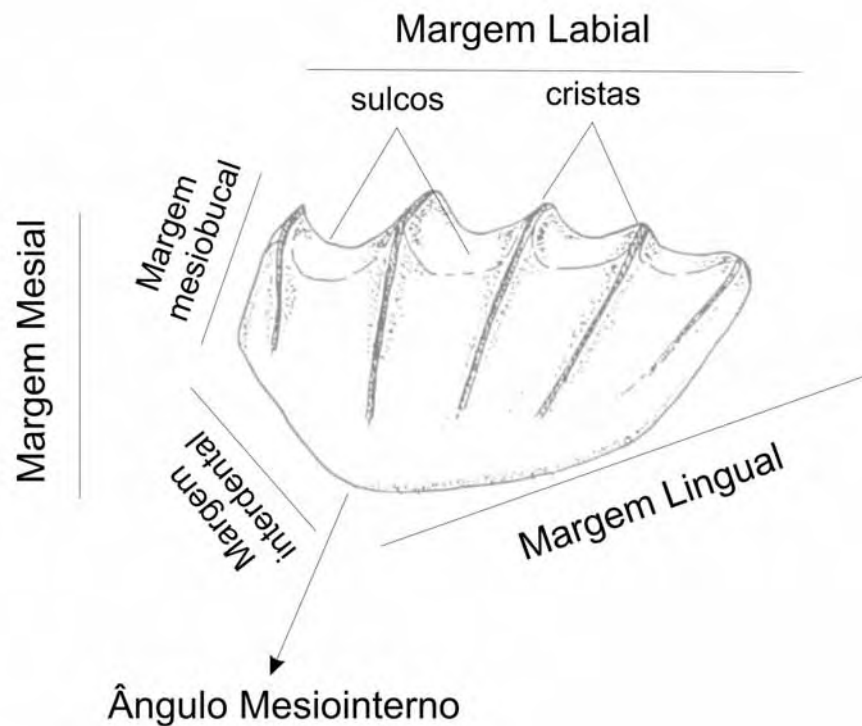 Margem Labial
sulcos
cristas
Margem
mesiobucal
Margem Mesial
Margem
interdental
Margem Lingual
Ângulo Mesiointerno